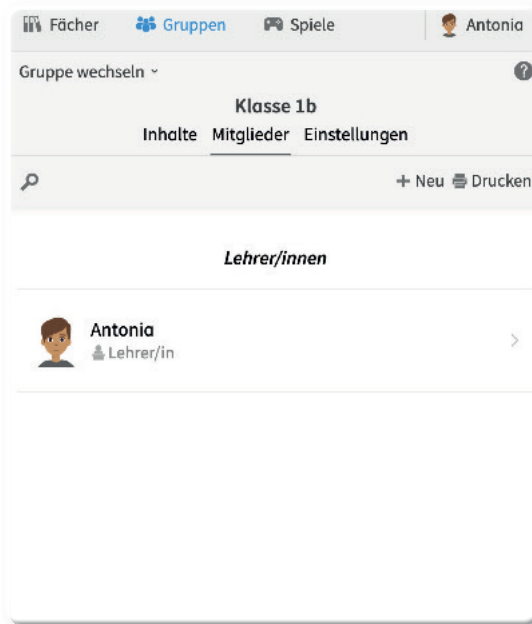 Fächer Gruppen Spiele Antonia
Gruppe wechseln ?
Klasse 1b
Inhalte Mitglieder Einstellungen
+ Neu Drucken
Lehrer/innen
Antonia
Lehrer/in